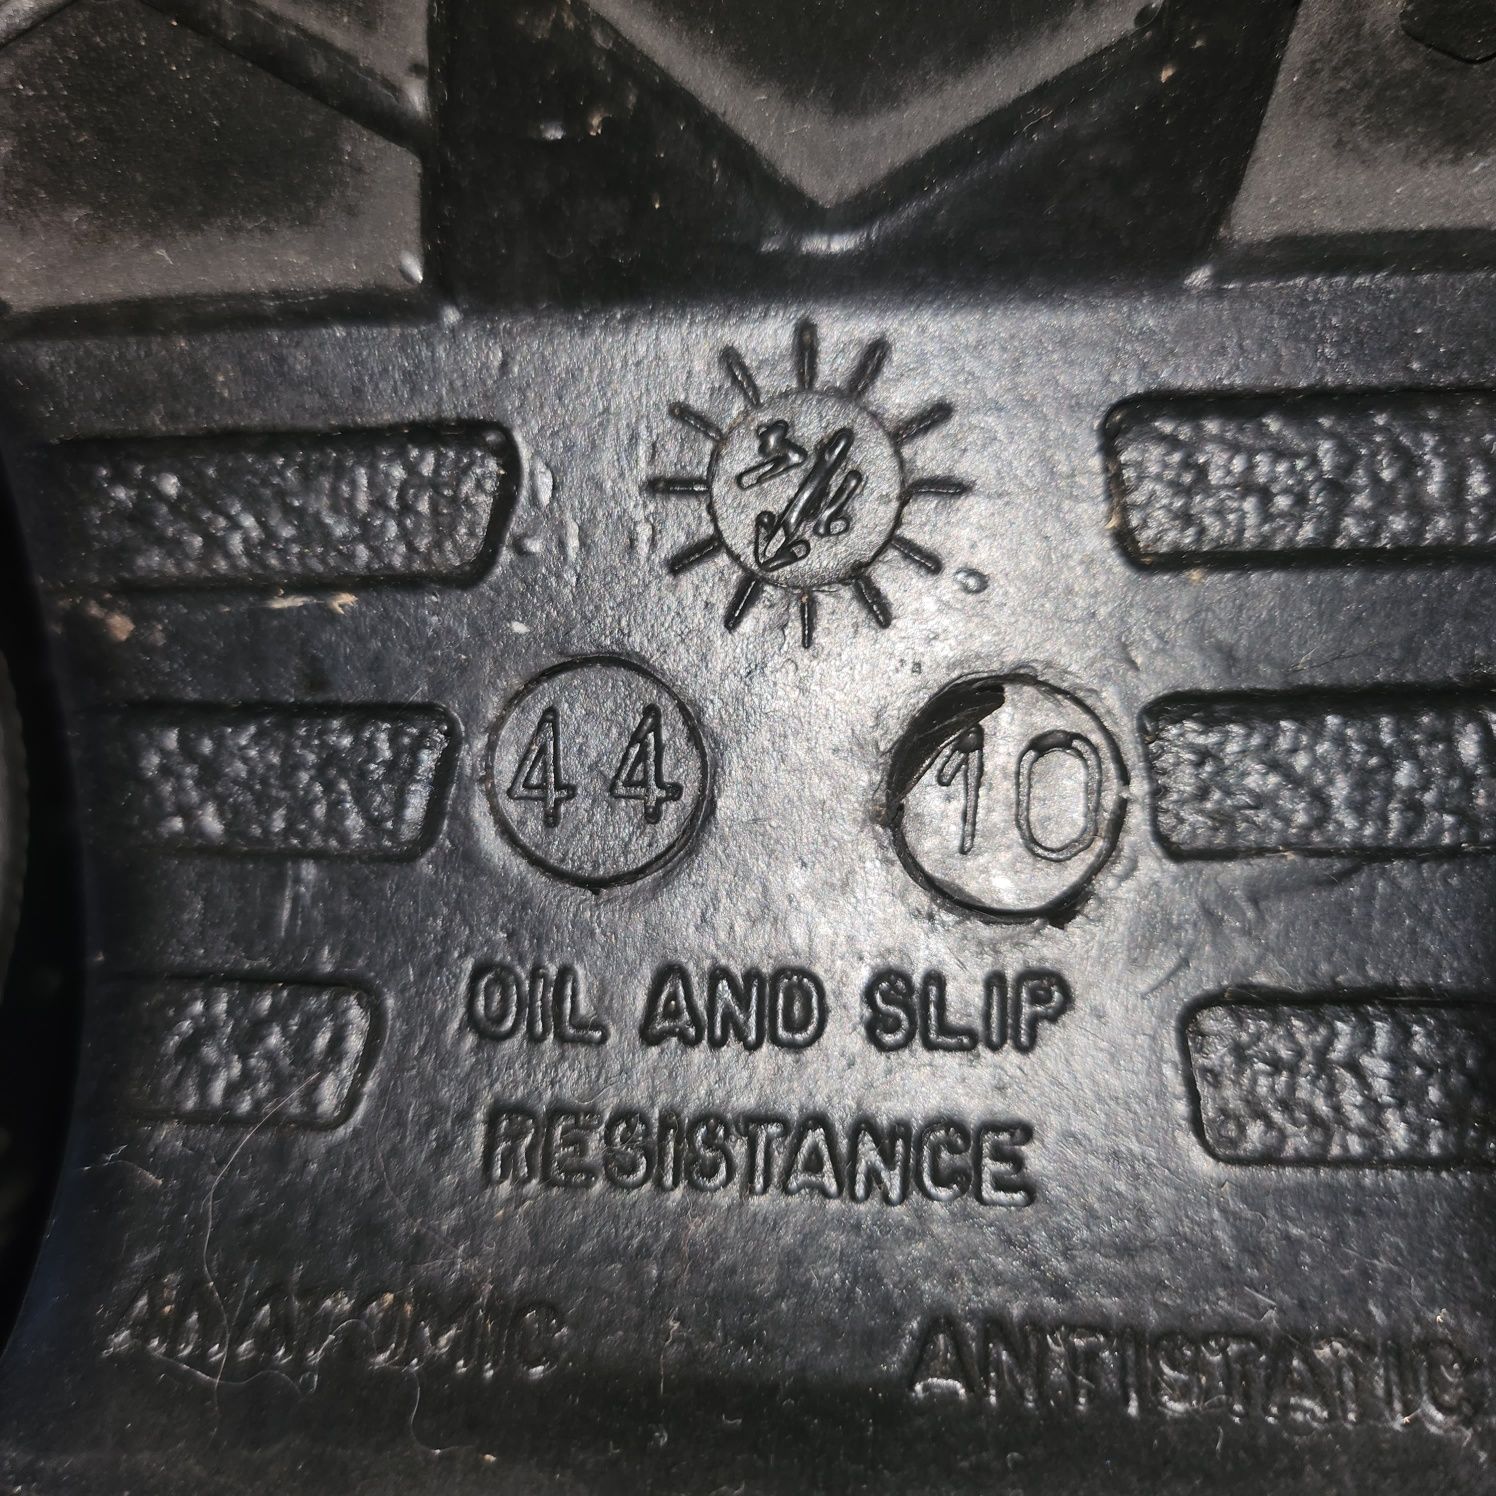 44 10
OIL AND SLIP
RESISTANCE
ANATOMIC ANTISTATIC